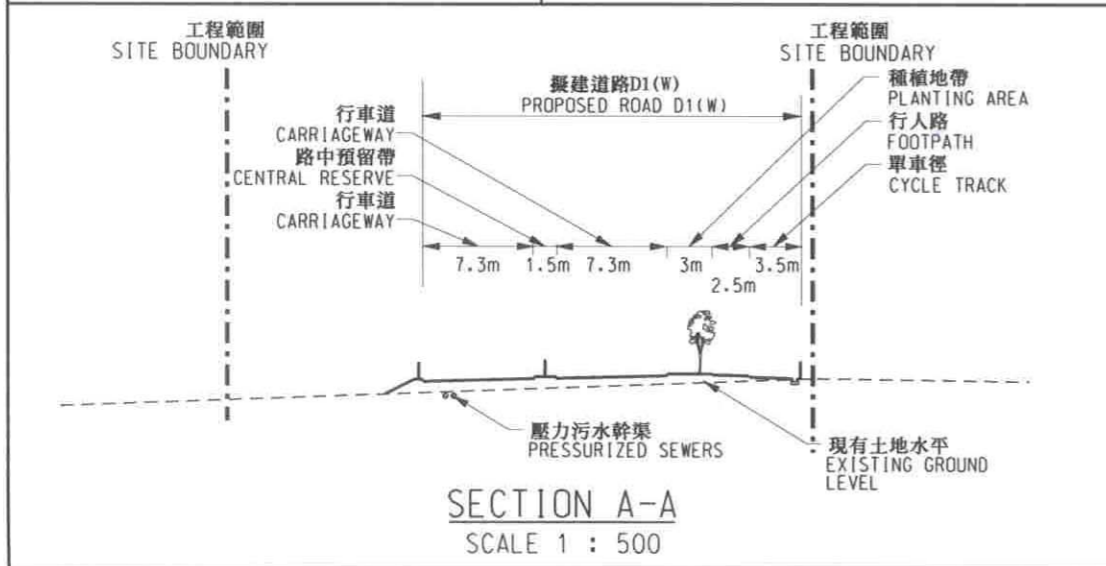 工程範圍
SITE BOUNDARY
工程範圍
SITE BOUNDARY
擬建道路D1(W)
PROPOSED ROAD D1(W)
種植地帶
PLANTING AREA
行車道
CARRIAGEWAY
行人路
FOOTPATH
路中預留帶
CENTRAL RESERVE
單車徑
CYCLE TRACK
行車道
CARRIAGEWAY
7.3m 1.5m 7.3m 3m 3.5m
2.5m
壓力污水幹渠
PRESSURIZED SEWERS
現有土地水平
EXISTING GROUND
LEVEL
SECTION A-A
SCALE 1 : 500